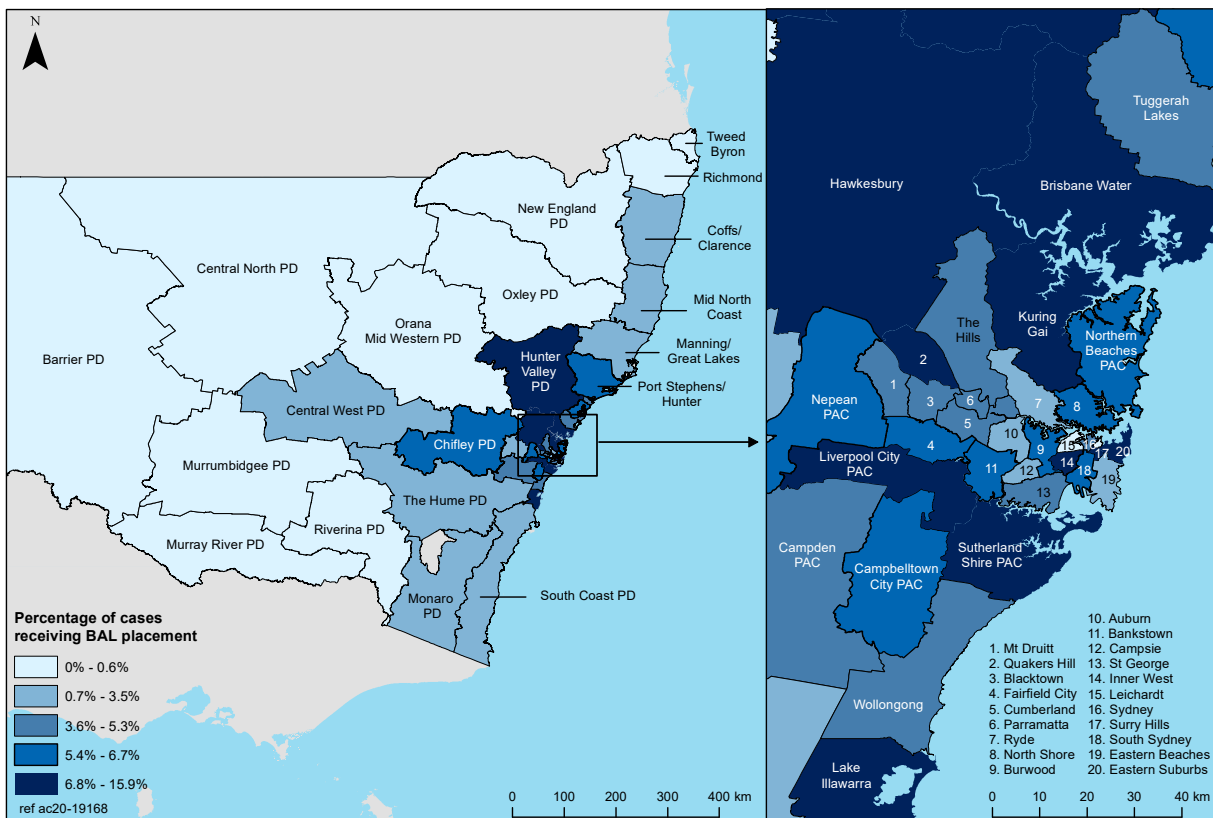 N
Tweed
Byron
Richmond
New England
PD
Coffs/
Clarence
Central North PD
Oxley PD
Mid North
Coast
Orana
Mid Western PD
Manning/
Great Lakes
Barrier PD
Hunter
Valley
PD
Port Stephens/
Hunter
Central West PD
Chifley PD
Murrumbidgee PD
The Hume PD
Riverina PD
Murray River PD
Monaro
PD
South Coast PD
Percentage of cases
receiving BAL placement
0% - 0.6%
0.7% - 3.5%
3.6% - 5.3%
5.4% - 6.7%
6.8% - 15.9%
ref ac20-19168
0 100 200 300 400 km
Tuggerah
Lakes
Hawkesbury
Brisbane Water
Kuring
Gai
The
Hills
Northern
Beaches
PAC
2
1
3
6
7
8
Nepean
PAC
5
10
4
9
15
16
17
20
Liverpool City
PAC
11
12
14
18
19
13
Campden
PAC
Campbelltown
City PAC
Sutherland
Shire PAC
Wollongong
Lake
Illawarra
1. Mt Druitt
2. Quakers Hill
3. Blacktown
4. Fairfield City
5. Cumberland
6. Parramatta
7. Ryde
8. North Shore
9. Burwood
10. Auburn
11. Bankstown
12. Campsie
13. St George
14. Inner West
15. Leichardt
16. Sydney
17. Surry Hills
18. South Sydney
19. Eastern Beaches
20. Eastern Suburbs
0 10 20 30 40 km